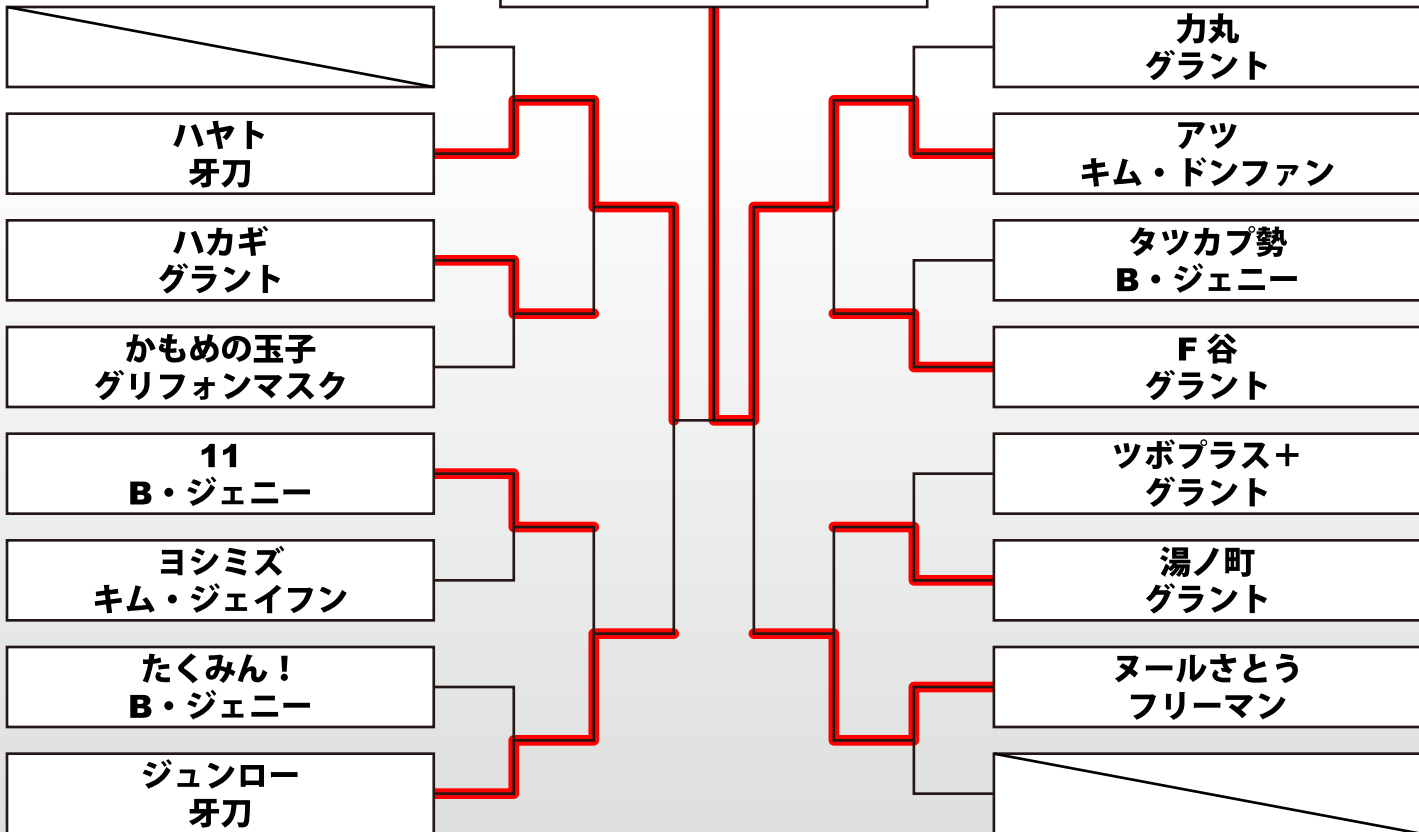 ハヤト
牙刀
ハカギ
グラント
かもめの玉子
グリフォンマスク
11
B・ジェニー
ヨシミズ
キム・ジェイフン
たくみん！
B・ジェニー
ジュンロー
牙刀
力丸
グラント
アツ
キム・ドンファン
タツカプ勢
B・ジェニー
F谷
グラント
ツボプラス＋
グラント
湯ノ町
グラント
ヌールさとう
フリーマン